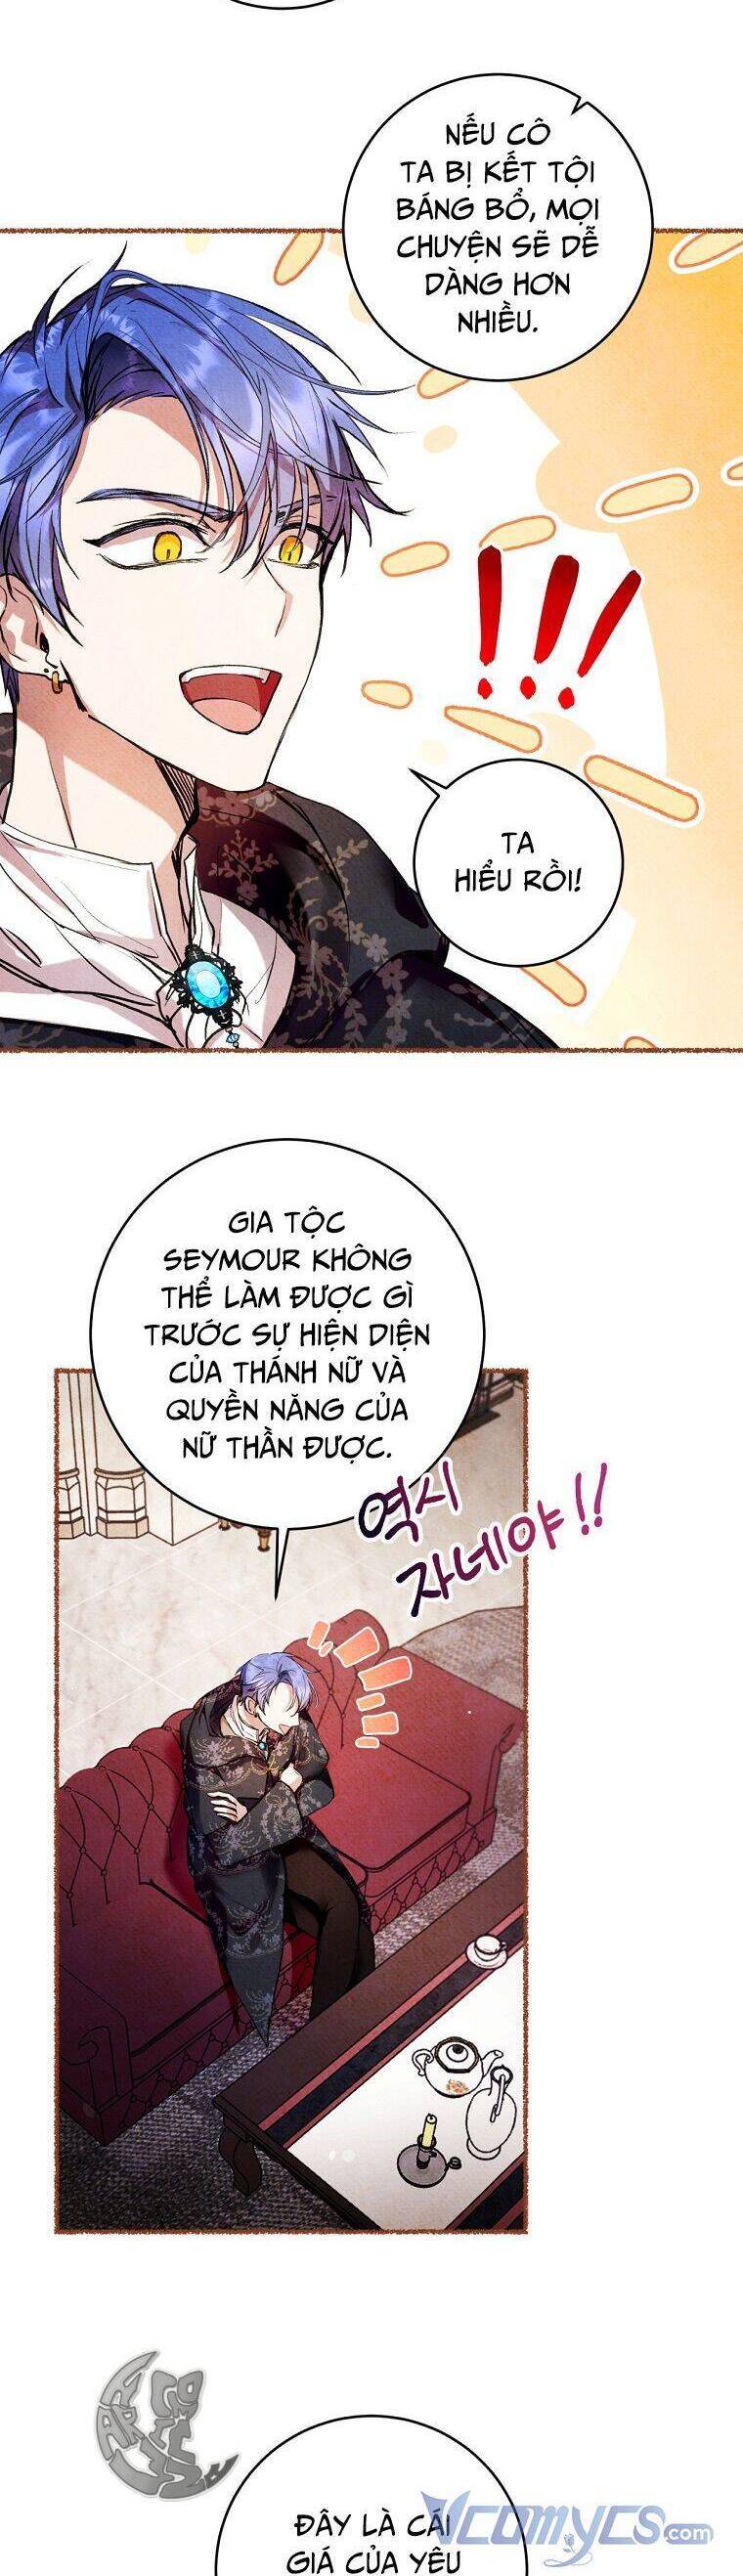 NẾU CÔ
TA BỊ KẾT TỘI
BÁNG BỔ, MỌI
CHUYỆN SẼ DỄ
DÀNG HƠN
NHIỀU.
!!!
TA
HIỂU RỒI!
GIA TỘC
SEYMOUR KHÔNG
THỂ LÀM ĐƯỢC GÌ
TRƯỚC SỰ HIỆN DIỆN
CỦA THÁNH NỮ VÀ
QUYỀN NĂNG CỦA
NỮ THẦN ĐƯỢC.
역시
자네야!!
ĐÂY LÀ CÁI
GIÁ CỦA YÊU
VCOMYCS.com